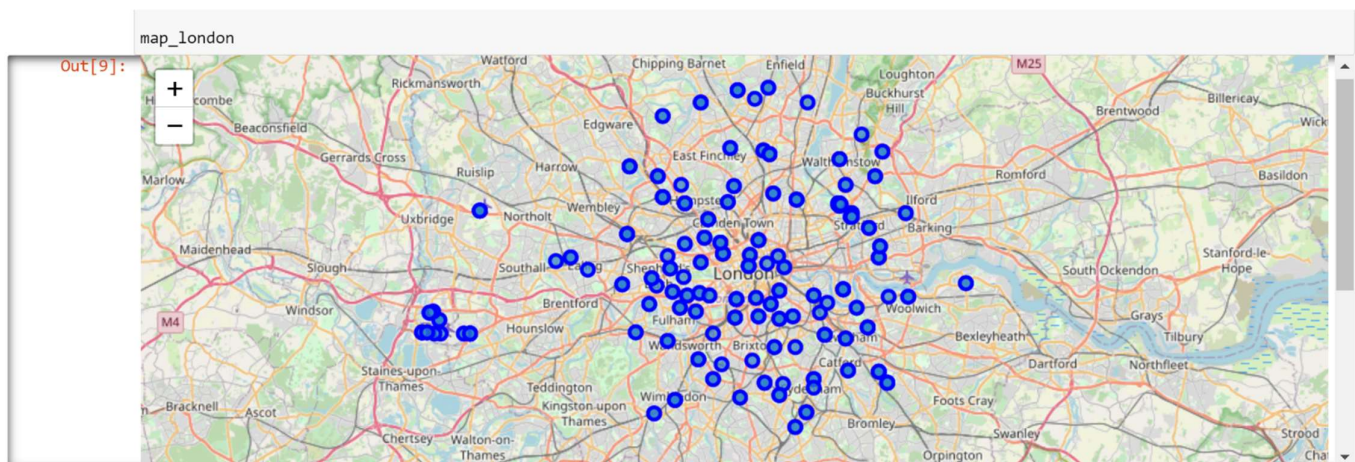 map_london
Out[9]:
+
−
Watford
Chipping Barnet
Enfield
M25
Rickmansworth
Loughton
Buckhurst
Hill
combe
Billericay
Brentwood
Beaconsfield
Edgware
Wick
Gerrards Cross
East Finchley
Harrow
Walthamstow
Ruislip
Romford
Basildon
Marlow
Ilford
Wembley
Uxbridge
Northolt
Camden Town
Barking
Maidenhead
Stanford-le-
Hope
Slough
Southall
London
South Ockendon
Windsor
Brentford
Woolwich
Grays
M4
Fulham
Hounslow
Tilbury
Bexleyheath
Catford
Dartford
Northfleet
Staines-upon-
Thames
Teddington
Kingston upon
Thames
Foots Cray
Bracknell
Ascot
Bromley
Swanley
Strood
Chertsey
Walton-on-
Thames
Orpington